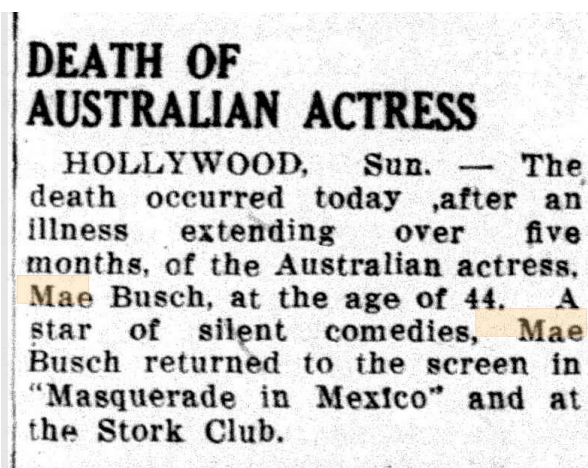 DEATH OF
AUSTRALIAN ACTRESS
HOLLYWOOD, Sun. — The
death occurred today ,after an
illness extending over five
months, of the Australian actress,
Mae Busch, at the age of 44. A
star of silent comedies, Mae
Busch returned to the screen in
"Masquerade in Mexico" and at
the Stork Club.